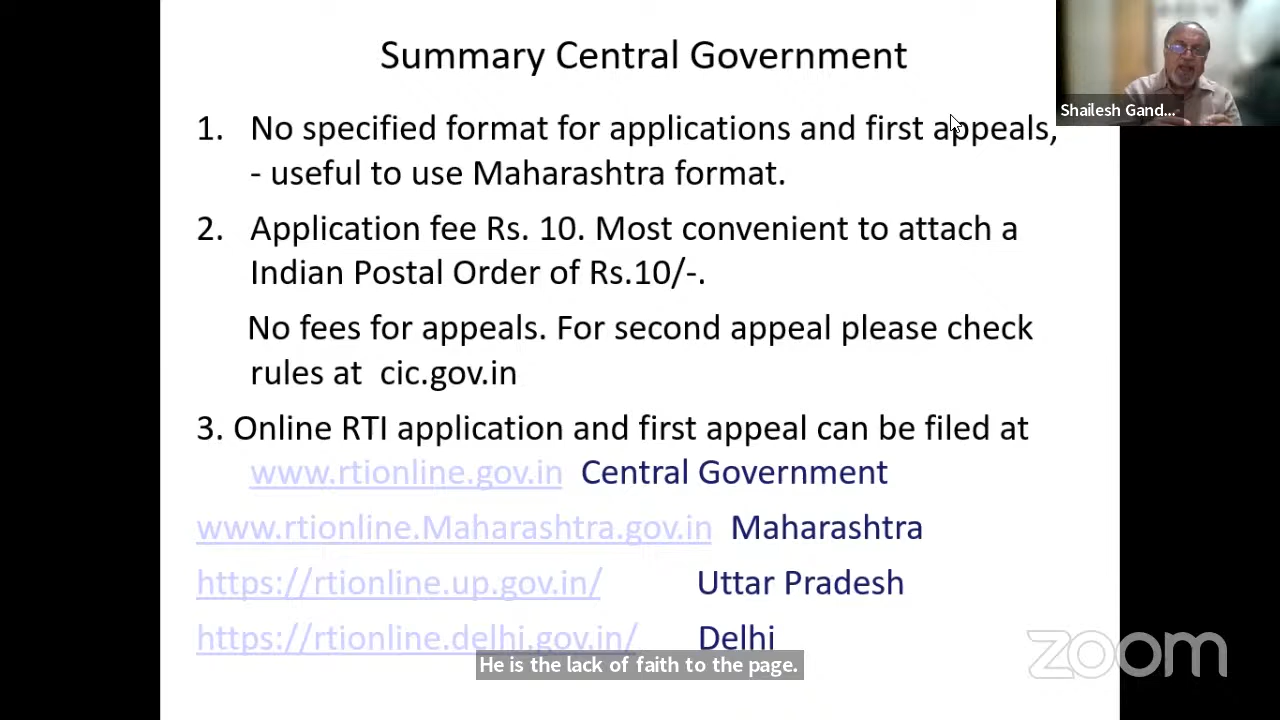 Summary Central Government
Shailesh Gand...
1. No specified format for applications and first appeals,
- useful to use Maharashtra format.
2. Application fee Rs. 10. Most convenient to attach a
Indian Postal Order of Rs.10/-.
No fees for appeals. For second appeal please check
rules at cic.gov.in
3. Online RTI application and first appeal can be filed at
www.rtionline.gov.in Central Government
www.rtionline.Maharashtra.gov.in Maharashtra
https://rtionline.up.gov.in/ Uttar Pradesh
https://rtionline.delhi.gov.in/ Delhi
He is the lack of faith to the page.
zoom